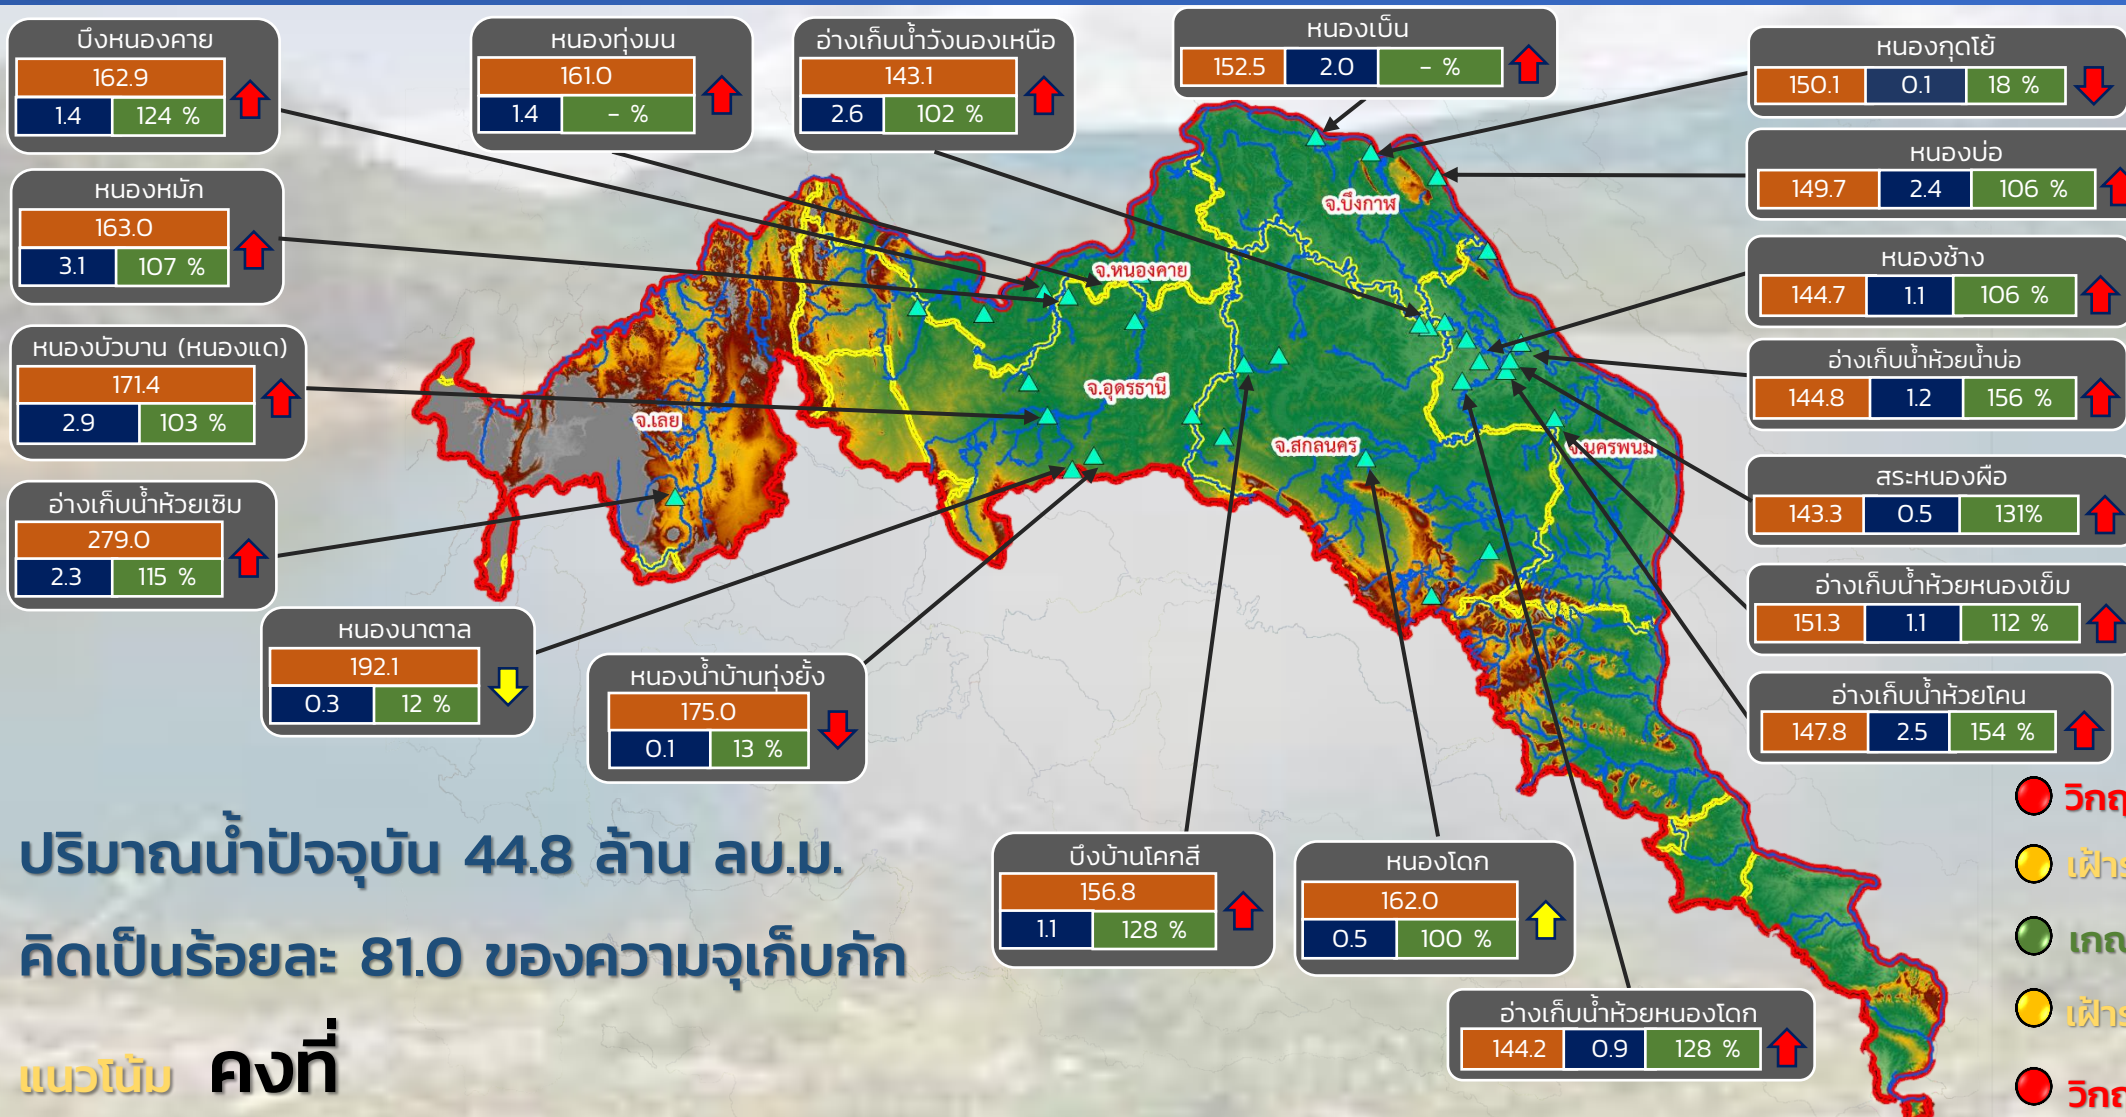 บึงหนองคาย
162.9
1.4 124 %
หนองทุ่งมน
161.0
1.4 - %
อ่างเก็บน้ำวังนองเหนือ
143.1
2.6 102 %
หนองเบ็น
152.5 2.0 - %
หนองกุดโย้
150.1 0.1 18 %
หนองหมัก
163.0
3.1 107 %
หนองบ่อ
149.7 2.4 106 %
หนองบัวบาน (หนองแด)
171.4
2.9 103 %
หนองช้าง
144.7 1.1 106 %
อ่างเก็บน้ำห้วยน้ำบ่อ
144.8 1.2 156 %
อ่างเก็บน้ำห้วยเซิม
279.0
2.3 115 %
สระหนองผือ
143.3 0.5 131%
อ่างเก็บน้ำห้วยหนองเข็ม
151.3 1.1 112 %
อ่างเก็บน้ำห้วยโคน
147.8 2.5 154 %
หนองนาตาล
192.1
0.3 12 %
หนองน้ำบ้านทุ่งยั้ง
175.0
0.1 13 %
จ.บึงกาฬ
จ.หนองคาย
จ.อุดรธานี
จ.เลย
จ.สกลนคร
จ.นครพนม
บึงบ้านโคกสี
156.8
1.1 128 %
หนองโดก
162.0
0.5 100 %
อ่างเก็บน้ำห้วยหนองโดก
144.2 0.9 128 %
ปริมาณน้ำปัจจุบัน 44.8 ล้าน ลบ.ม.
คิดเป็นร้อยละ 81.0 ของความจุเก็บกัก
แนวโน้ม คงที่